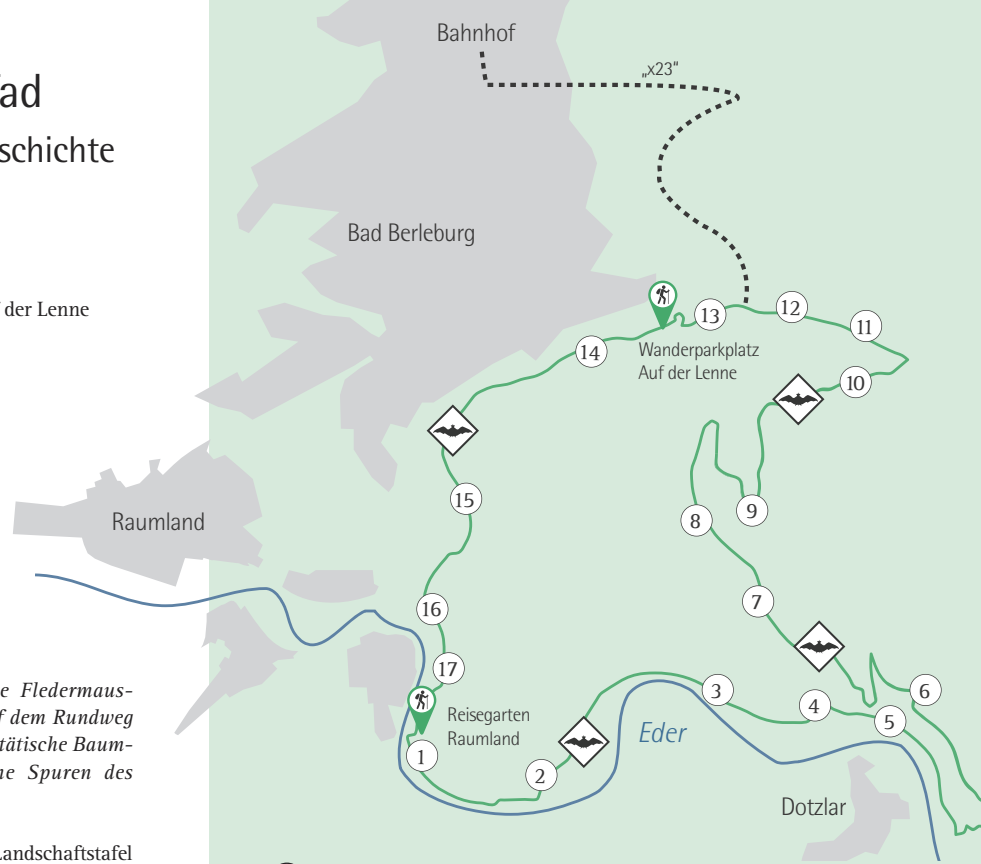 ad
schichte
der Lenne
e Fledermaus-
f dem Rundweg
tätische Baum-
ne Spuren des
Landschaftstafel
Bahnhof
„x23“
Bad Berleburg
Wanderparkplatz
Auf der Lenne
Raumland
Reisegarten
Raumland
Eder
Dotzlar
1
2
3
4
5
6
7
8
9
10
11
12
13
14
15
16
17